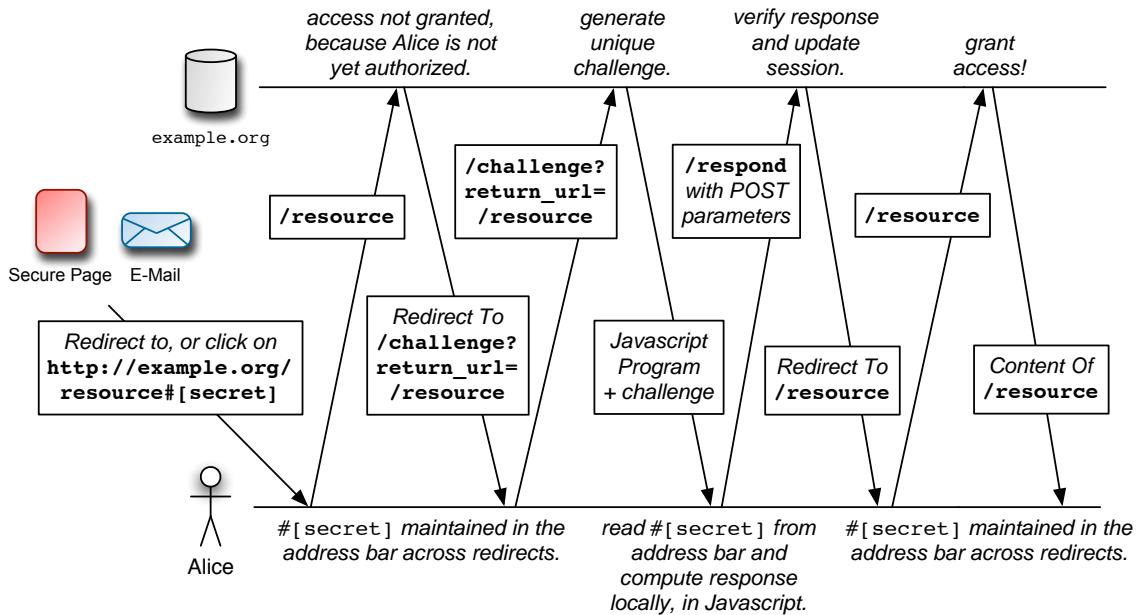 access not granted,
because Alice is not
yet authorized.
generate
unique
challenge.
verify response
and update
session.
grant
access!
example.org
/resource
/challenge?
return_url=
/resource
/respond
with POST
parameters
/resource
Secure Page
E-Mail
Redirect to, or click on
http://example.org/
resource#[secret]
Redirect To
/challenge?
return_url=
/resource
Javascript
Program
+ challenge
Redirect To
/resource
Content Of
/resource
Alice
#[secret] maintained in the
address bar across redirects.
read #[secret] from
address bar and
compute response
locally, in Javascript.
#[secret] maintained in the
address bar across redirects.